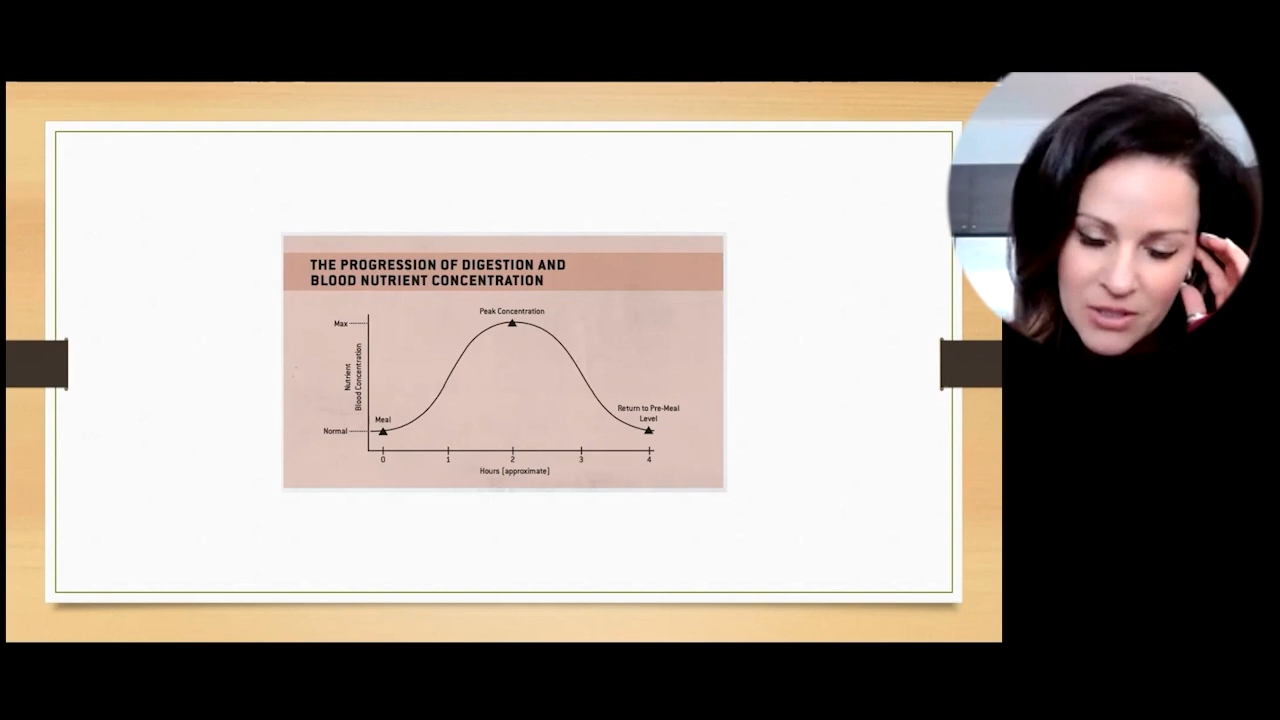 THE PROGRESSION OF DIGESTION AND
BLOOD NUTRIENT CONCENTRATION
Peak Concentration
Max
Nutrient
Blood Concentration
Meal
Return to Pre-Meal
Level
Normal
0 1 2 3 4
Hours [approximate]